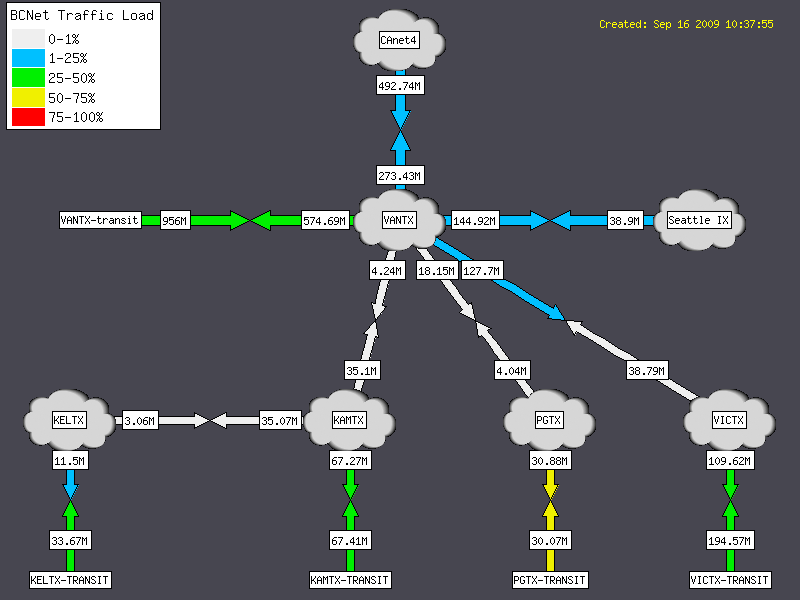 BCNet Traffic Load
0-1%
1-25%
25-50%
50-75%
75-100%
Created: Sep 16 2009 10:37:55
CAnet4
492.74M
273.43M
VANTX-transit
956M
574.69M
VANTX
144.92M
38.9M
Seattle IX
4.24M
18.15M
127.7M
35.1M
4.04M
38.79M
KELTX
3.06M
35.07M
KAMTX
PGTX
VICTX
11.5M
67.27M
30.88M
109.62M
33.67M
67.41M
30.07M
194.57M
KELTX-TRANSIT
KAMTX-TRANSIT
PGTX-TRANSIT
VICTX-TRANSIT